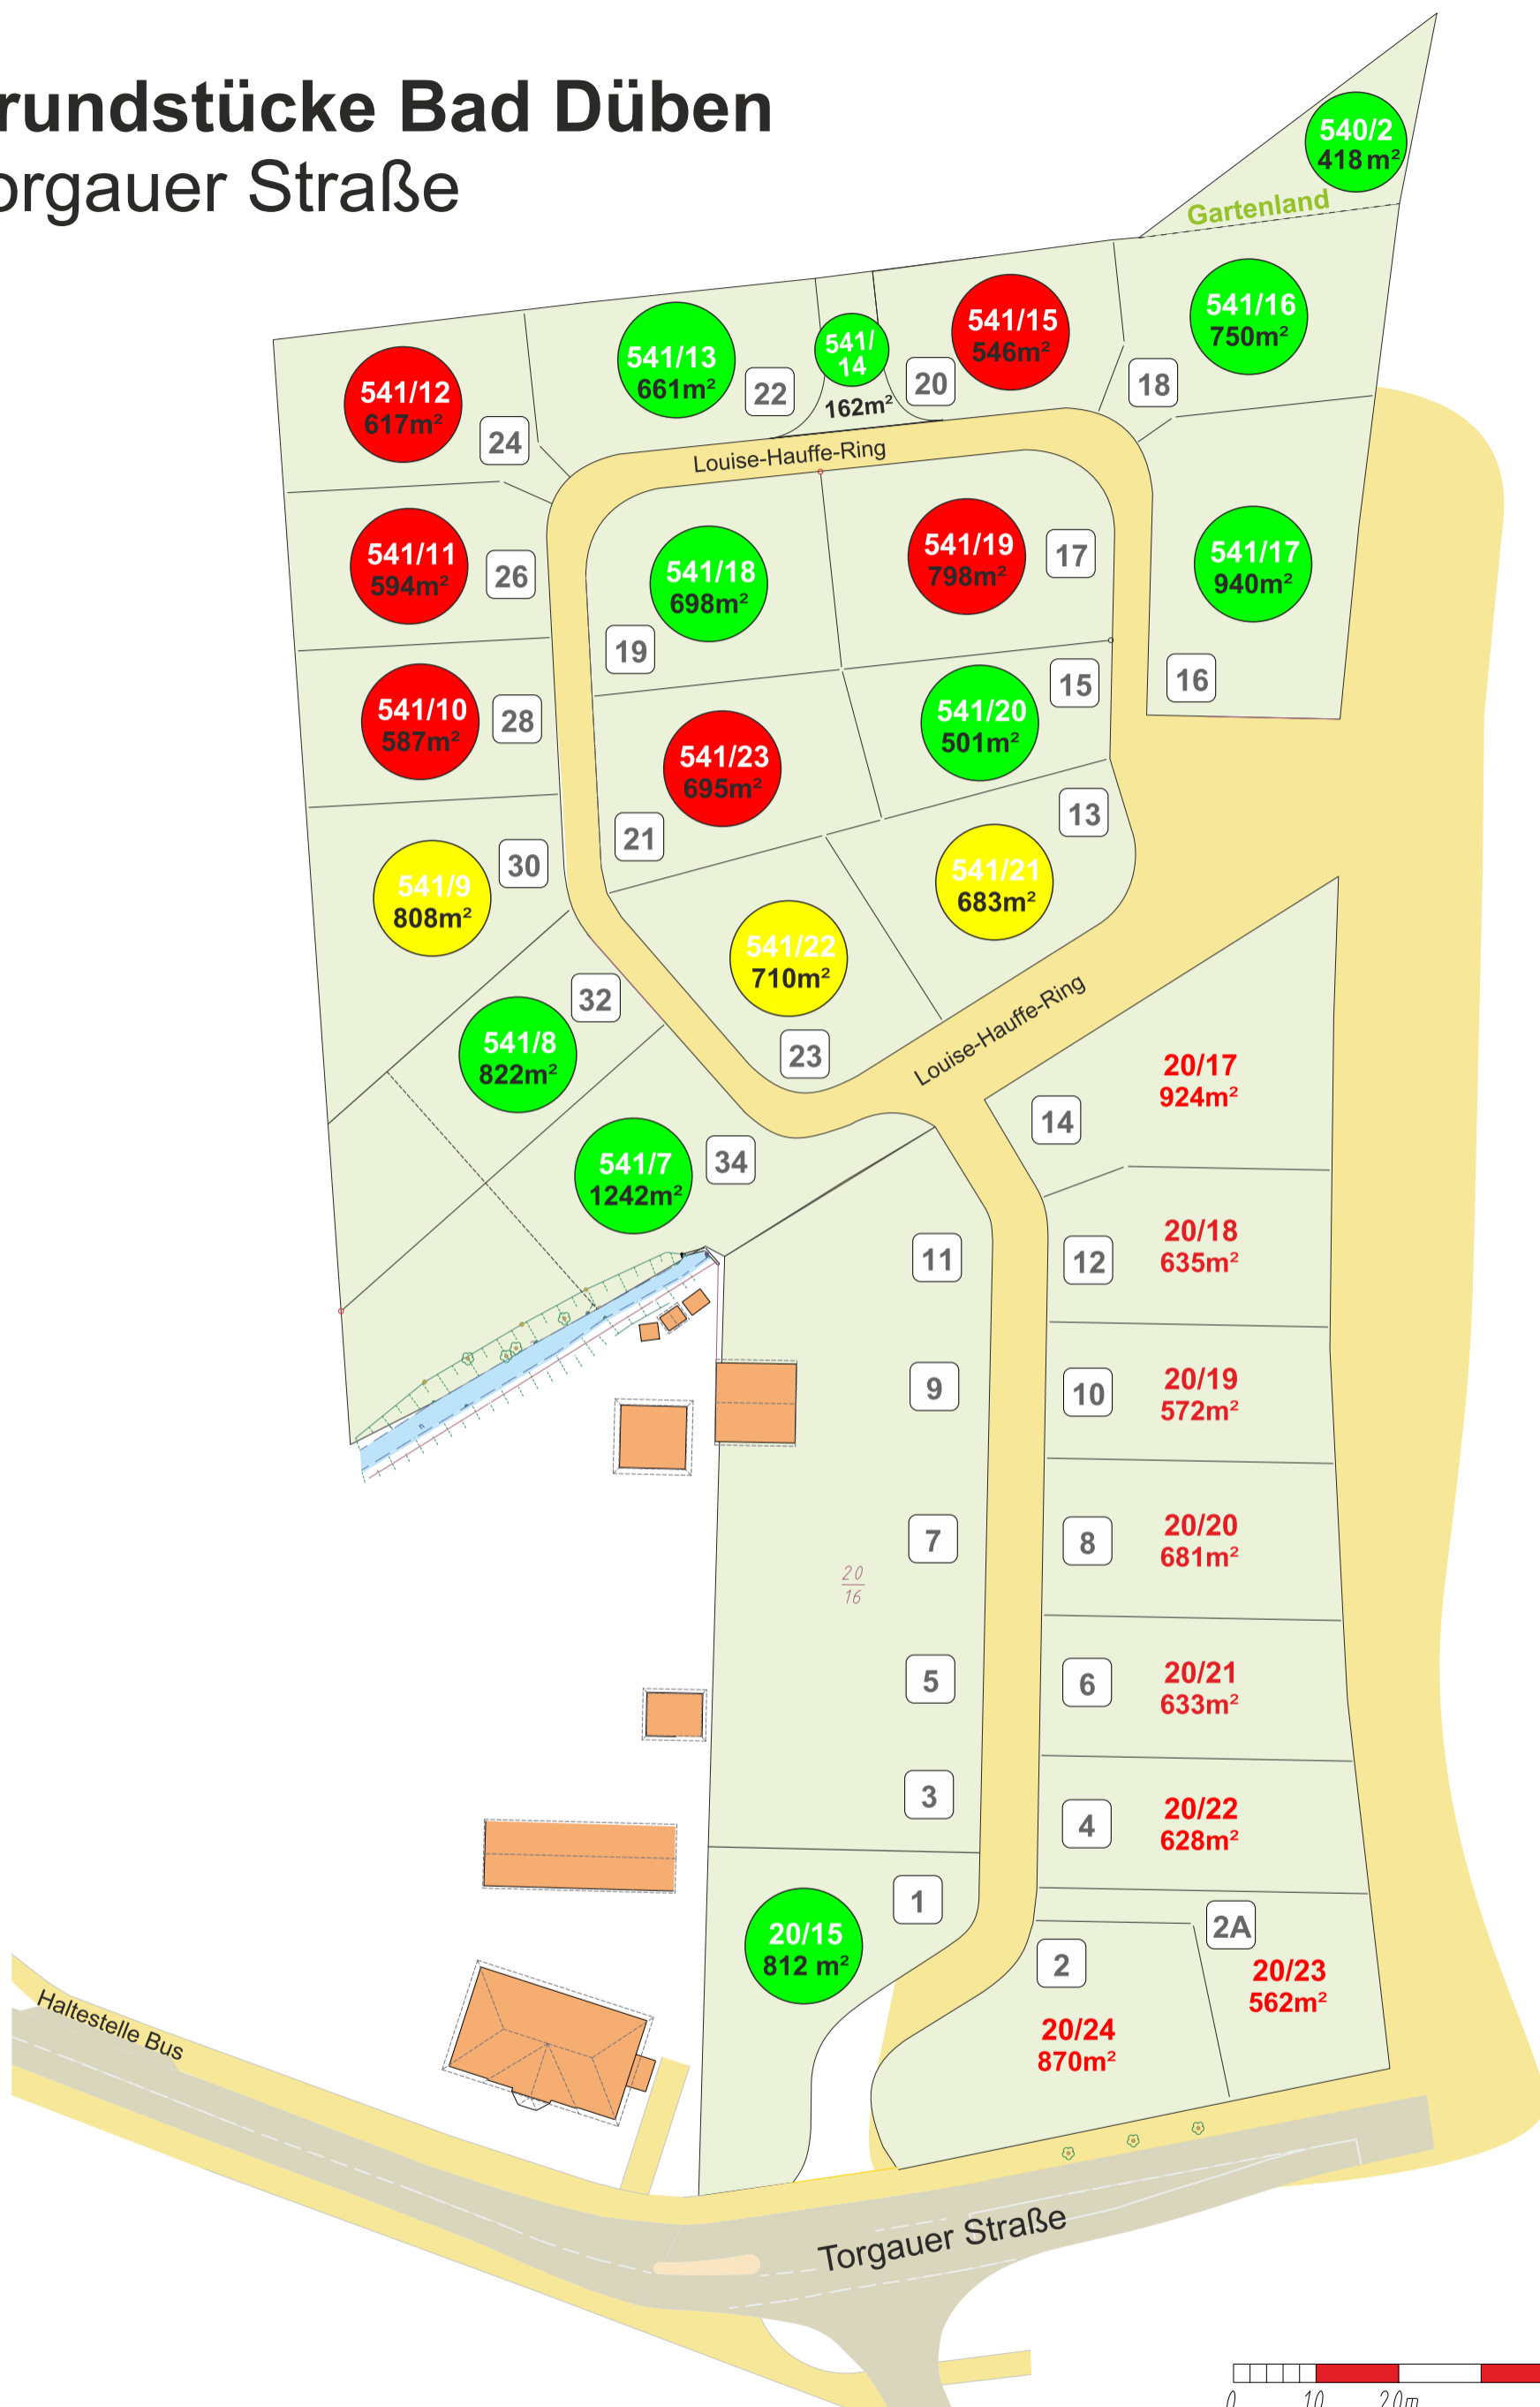 rundstücke Bad Düben
orgauer Straße
540/2
418 m²
Gartenland
541/16
750m²
541/15
546m²
541/13
661m²
541/
14
162m²
541/12
617m²
22
20
18
24
Louise-Hauffe-Ring
541/11
594m²
26
541/18
698m²
541/19
798m²
17
541/17
940m²
19
15
16
541/10
587m²
28
541/23
695m²
541/20
501m²
21
13
541/9
808m²
30
541/21
683m²
541/22
710m²
32
541/8
822m²
23
Louise-Hauffe-Ring
20/17
924m²
14
541/7
1242m²
34
11
12
20/18
635m²
9
10
20/19
572m²
7
8
20/20
681m²
20
16
5
6
20/21
633m²
3
4
20/22
628m²
1
2A
20/15
812 m²
2
20/23
562m²
20/24
870m²
Haltestelle Bus
Torgauer Straße
0 10 20m